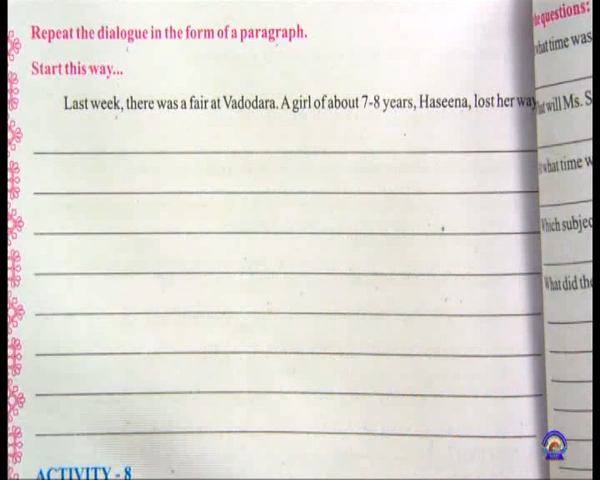 Repeat the dialogue in the form of a paragraph.
Start this way...
Last week, there was a fair at Vadodara. A girl of about 7-8 years, Haseena, lost her way
ACTIVITY - 8
questions:
what time was
will Ms. S
what time w
Which subjec
What did the